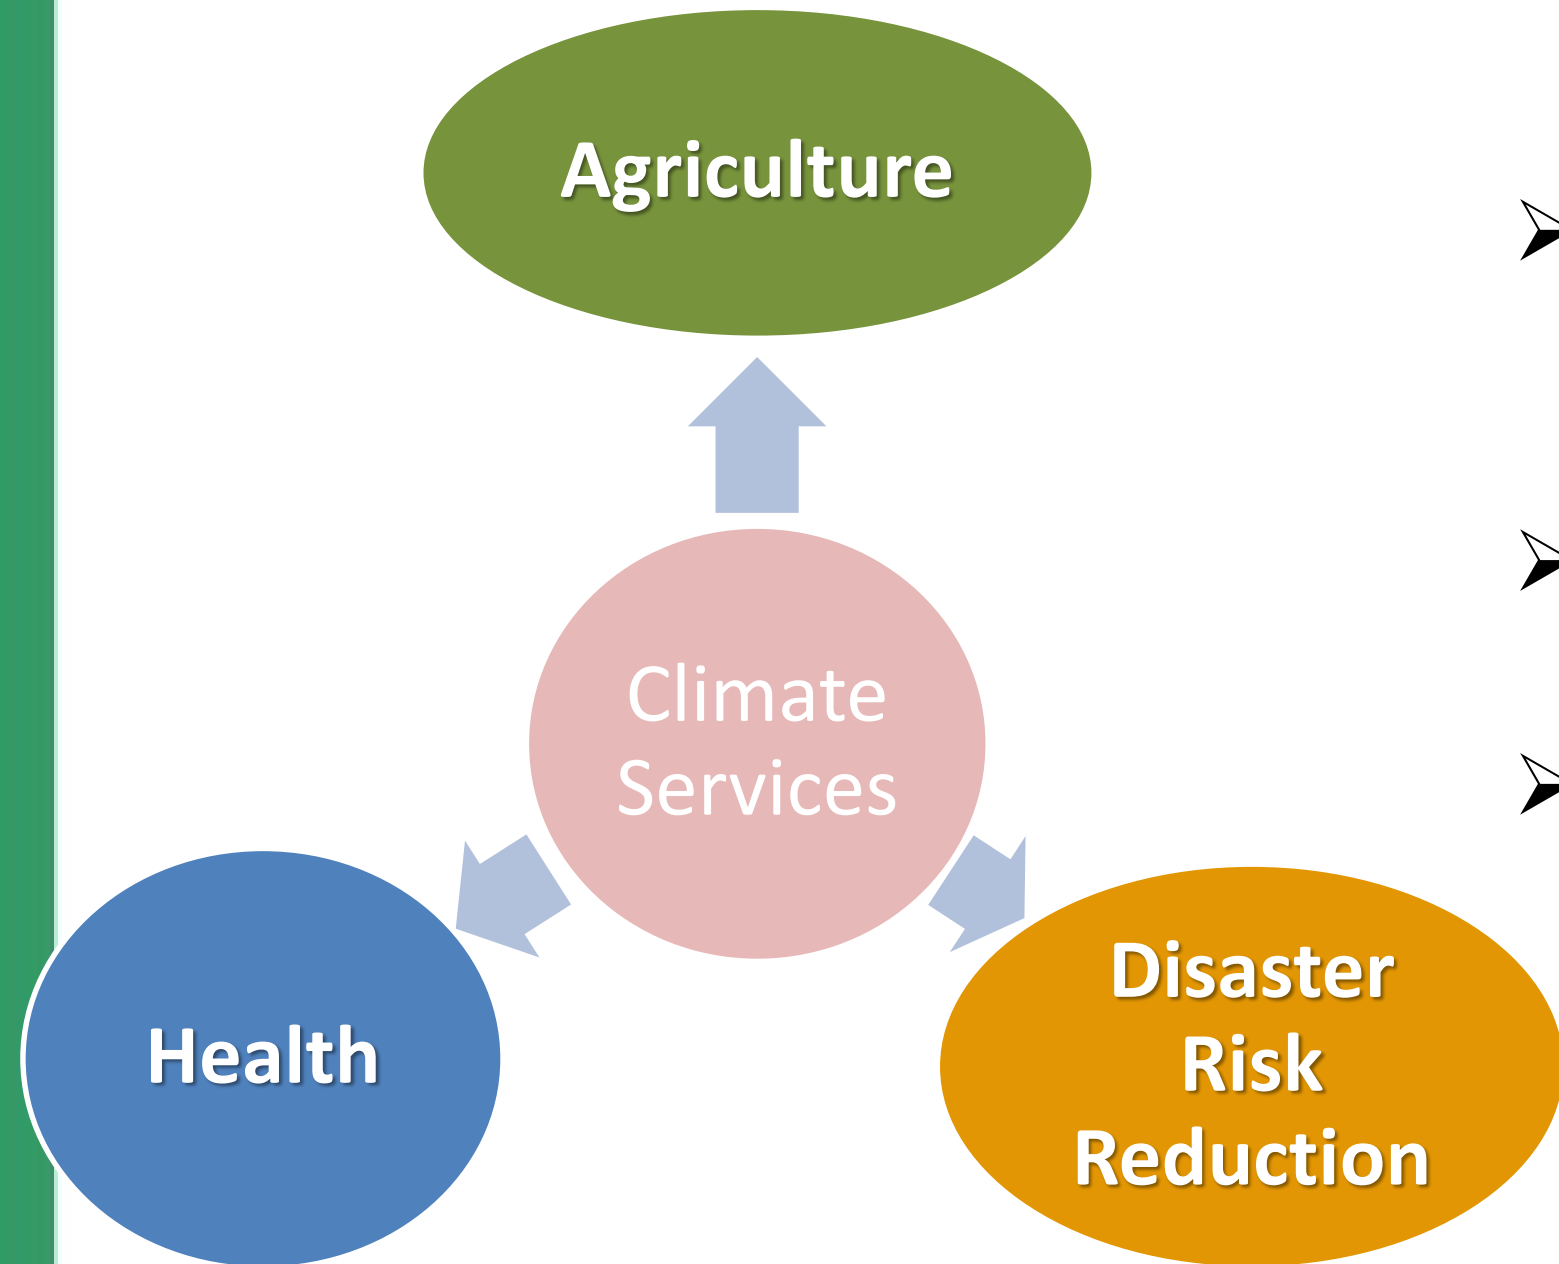 Agriculture
Climate
Services
Health
Disaster
Risk
Reduction